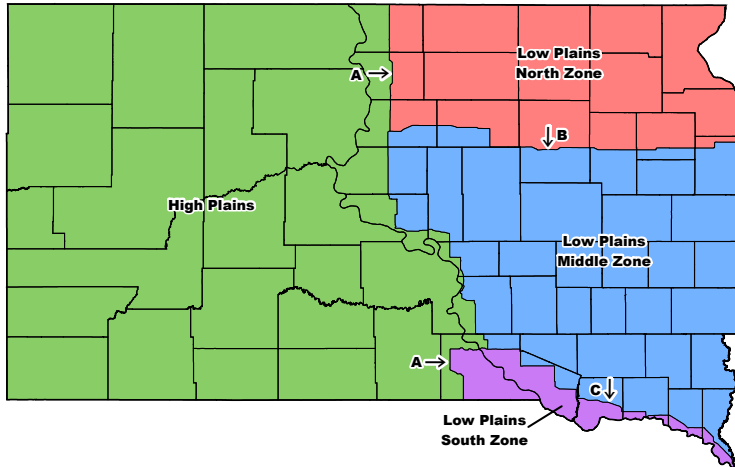 Low Plains
North Zone
A
B
High Plains
Low Plains
Middle Zone
A
C
Low Plains
South Zone